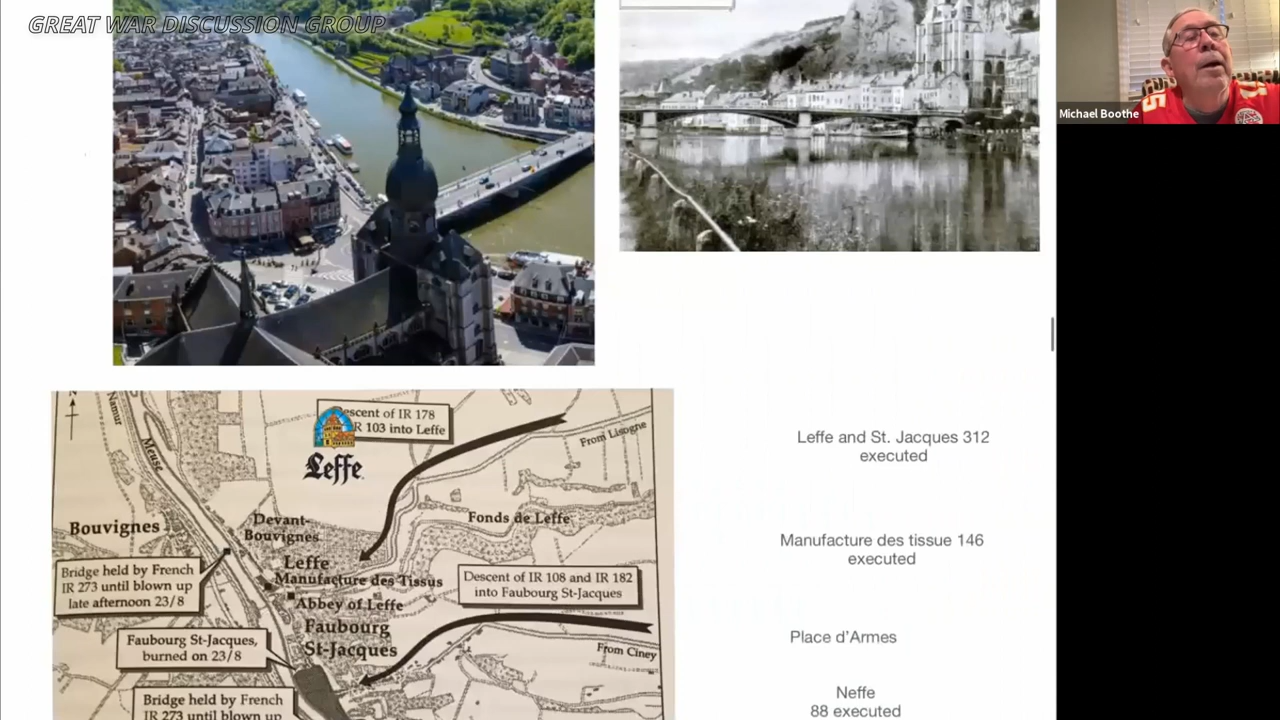 GREAT WAR DISCUSSION GROUP
Michael Boothe
Descent of IR 178
IR 103 into Leffe
From Lisogne
Namur
Meuse
Leffe
Bouvignes
Devant-
Bouvignes
Fonds de Leffe
Leffe
Manufacture des Tissus
Bridge held by French
IR 273 until blown up
late afternoon 23/8
Descent of IR 108 and IR 182
into Faubourg St-Jacques
Abbey of Leffe
Faubourg
St-Jacques
Faubourg St-Jacques,
burned on 23/8
From Ciney
Bridge held by French
IR 273 until blown up
Leffe and St. Jacques 312
executed
Manufacture des tissue 146
executed
Place d’Armes
Neffe
88 executed